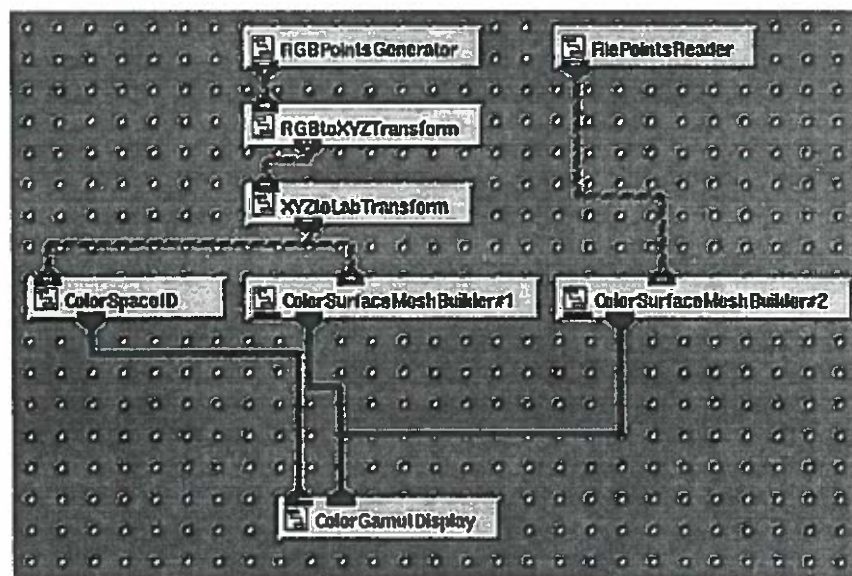 RGBPointsGenerator
FilePointsReader
RGBtoXYZTransform
XYZtoLabTransform
ColorSpaceID
ColorSurfaceMeshBuilder#1
ColorSurfaceMeshBuilder#2
ColorGamutDisplay